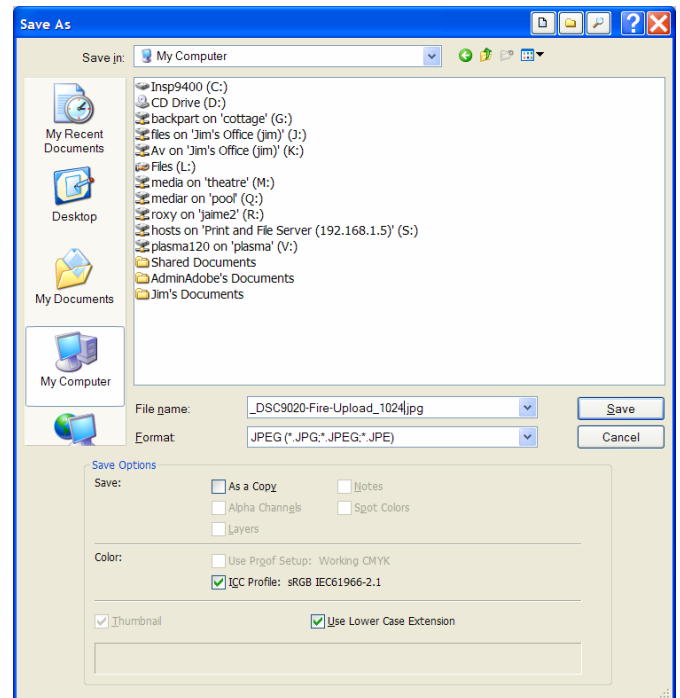 Save As
Save in: My Computer
Insp9400 (C:)
CD Drive (D:)
backpart on 'cottage' (G:)
files on 'Jim's Office (jim)' (J:)
Av on 'Jim's Office (jim)' (K:)
Files (L:)
media on 'theatre' (M:)
mediar on 'pool' (Q:)
roxy on 'jaime2' (R:)
hosts on 'Print and File Server (192.168.1.5)' (S:)
plasma120 on 'plasma' (V:)
Shared Documents
AdminAdobe's Documents
Jim's Documents
My Recent
Documents
Desktop
My Documents
My Computer
File name: _DSC9020-Fire-Upload_1024.jpg Save
Format: JPEG (*.JPG;*.JPEG;*.JPE) Cancel
Save Options
Save: As a Copy Notes
Alpha Channels Spot Colors
Layers
Color: Use Proof Setup: Working CMYK
ICC Profile: sRGB IEC61966-2.1
Thumbnail Use Lower Case Extension